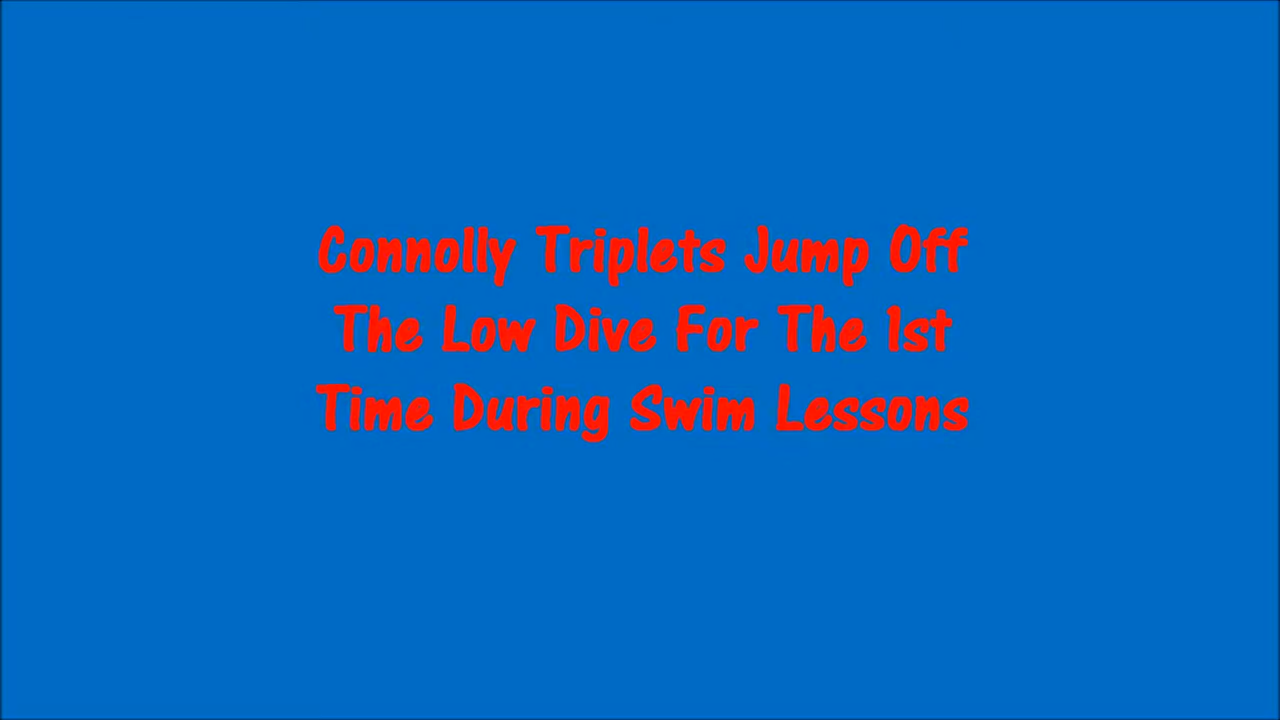 Connolly Triplets Jump Off
The Low Dive For The 1st
Time During Swim Lessons